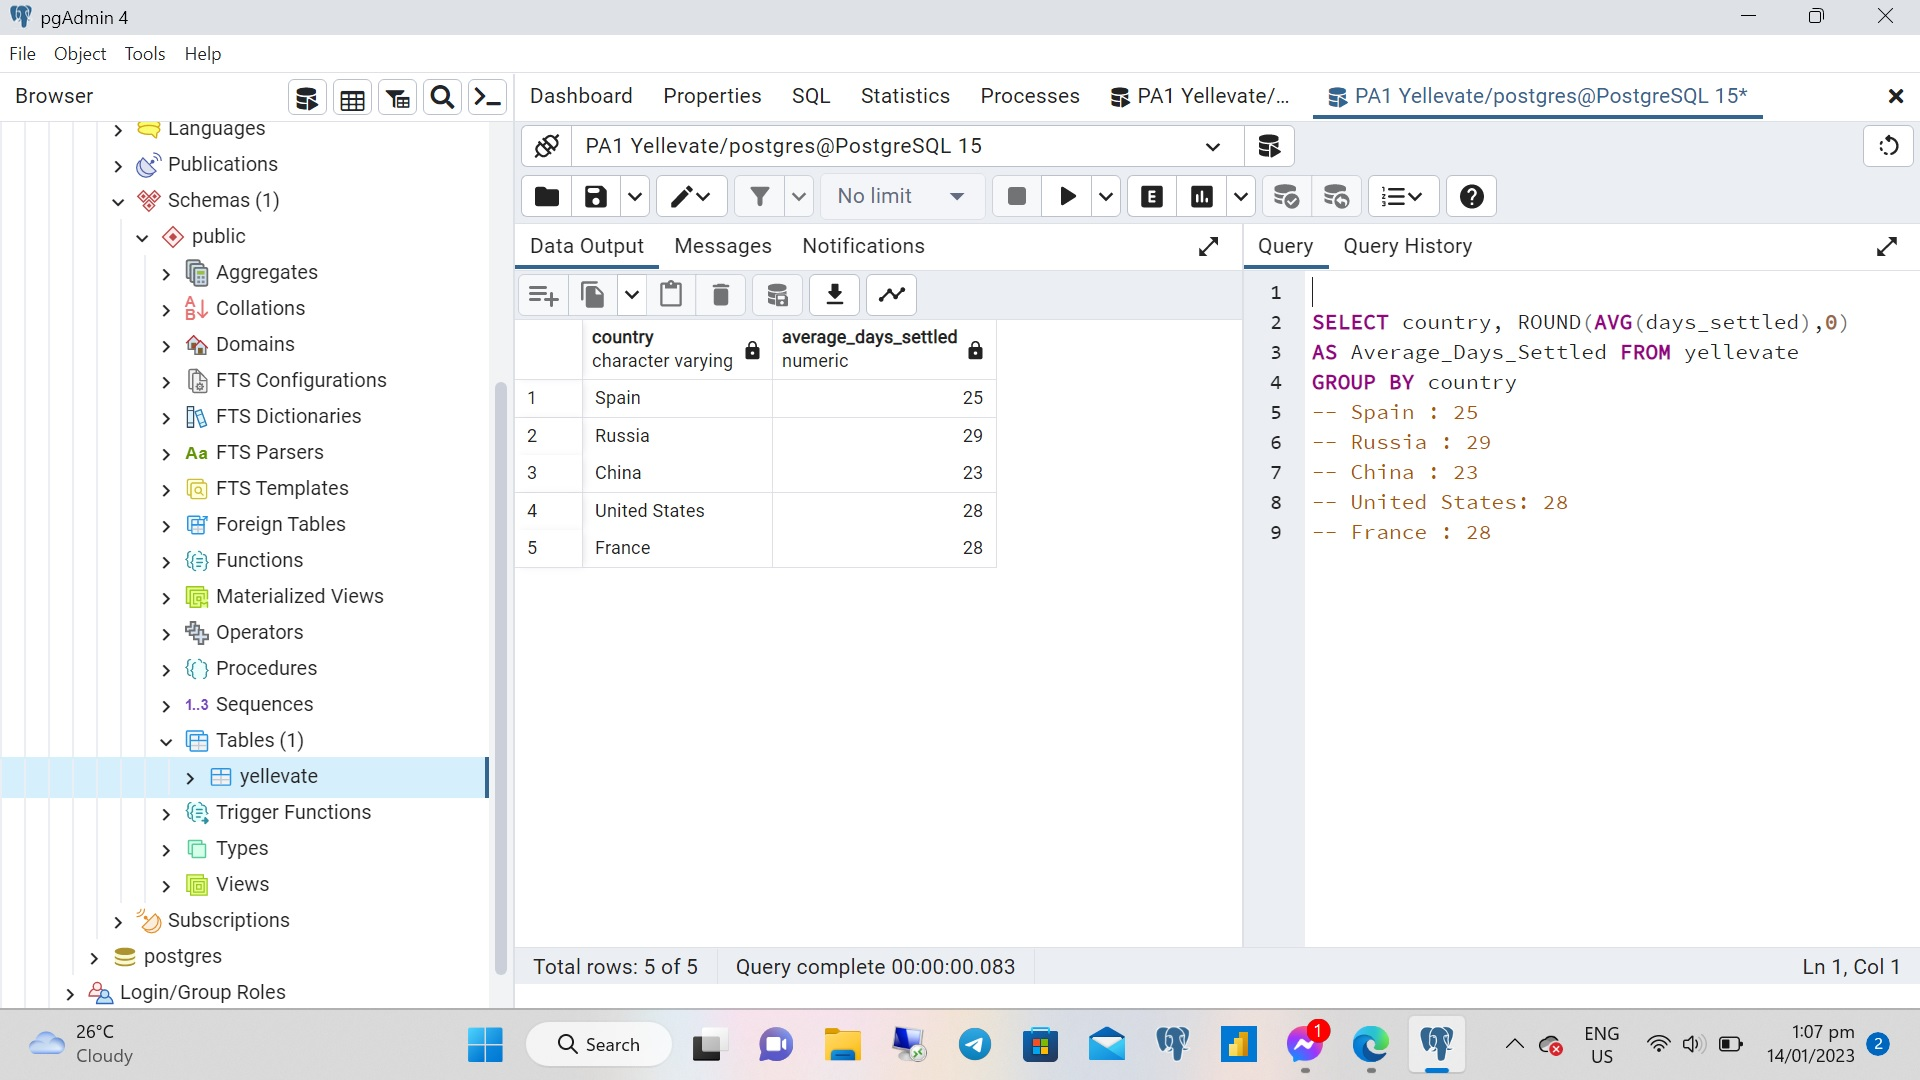 pgAdmin 4
File Object Tools Help
Browser
Dashboard Properties SQL Statistics Processes PA1 Yellevate/... PA1 Yellevate/postgres@PostgreSQL 15*
Languages
Publications
Schemas (1)
public
Aggregates
Collations
Domains
FTS Configurations
FTS Dictionaries
Aa FTS Parsers
FTS Templates
Foreign Tables
Functions
Materialized Views
Operators
Procedures
1..3 Sequences
Tables (1)
yellevate
Trigger Functions
Types
Views
Subscriptions
postgres
Login/Group Roles
PA1 Yellevate/postgres@PostgreSQL 15
No limit
E
Data Output Messages Notifications
country average_days_settled
character varying numeric
1 Spain 25
2 Russia 29
3 China 23
4 United States 28
5 France 28
Total rows: 5 of 5 Query complete 00:00:00.083
Query Query History
1
2 SELECT country, ROUND(AVG(days_settled),0)
3 AS Average_Days_Settled FROM yellevate
4 GROUP BY country
5 -- Spain : 25
6 -- Russia : 29
7 -- China : 23
8 -- United States: 28
9 -- France : 28
Ln 1, Col 1
26°C
Cloudy
Search
1
ENG
US
1:07 pm
14/01/2023
2